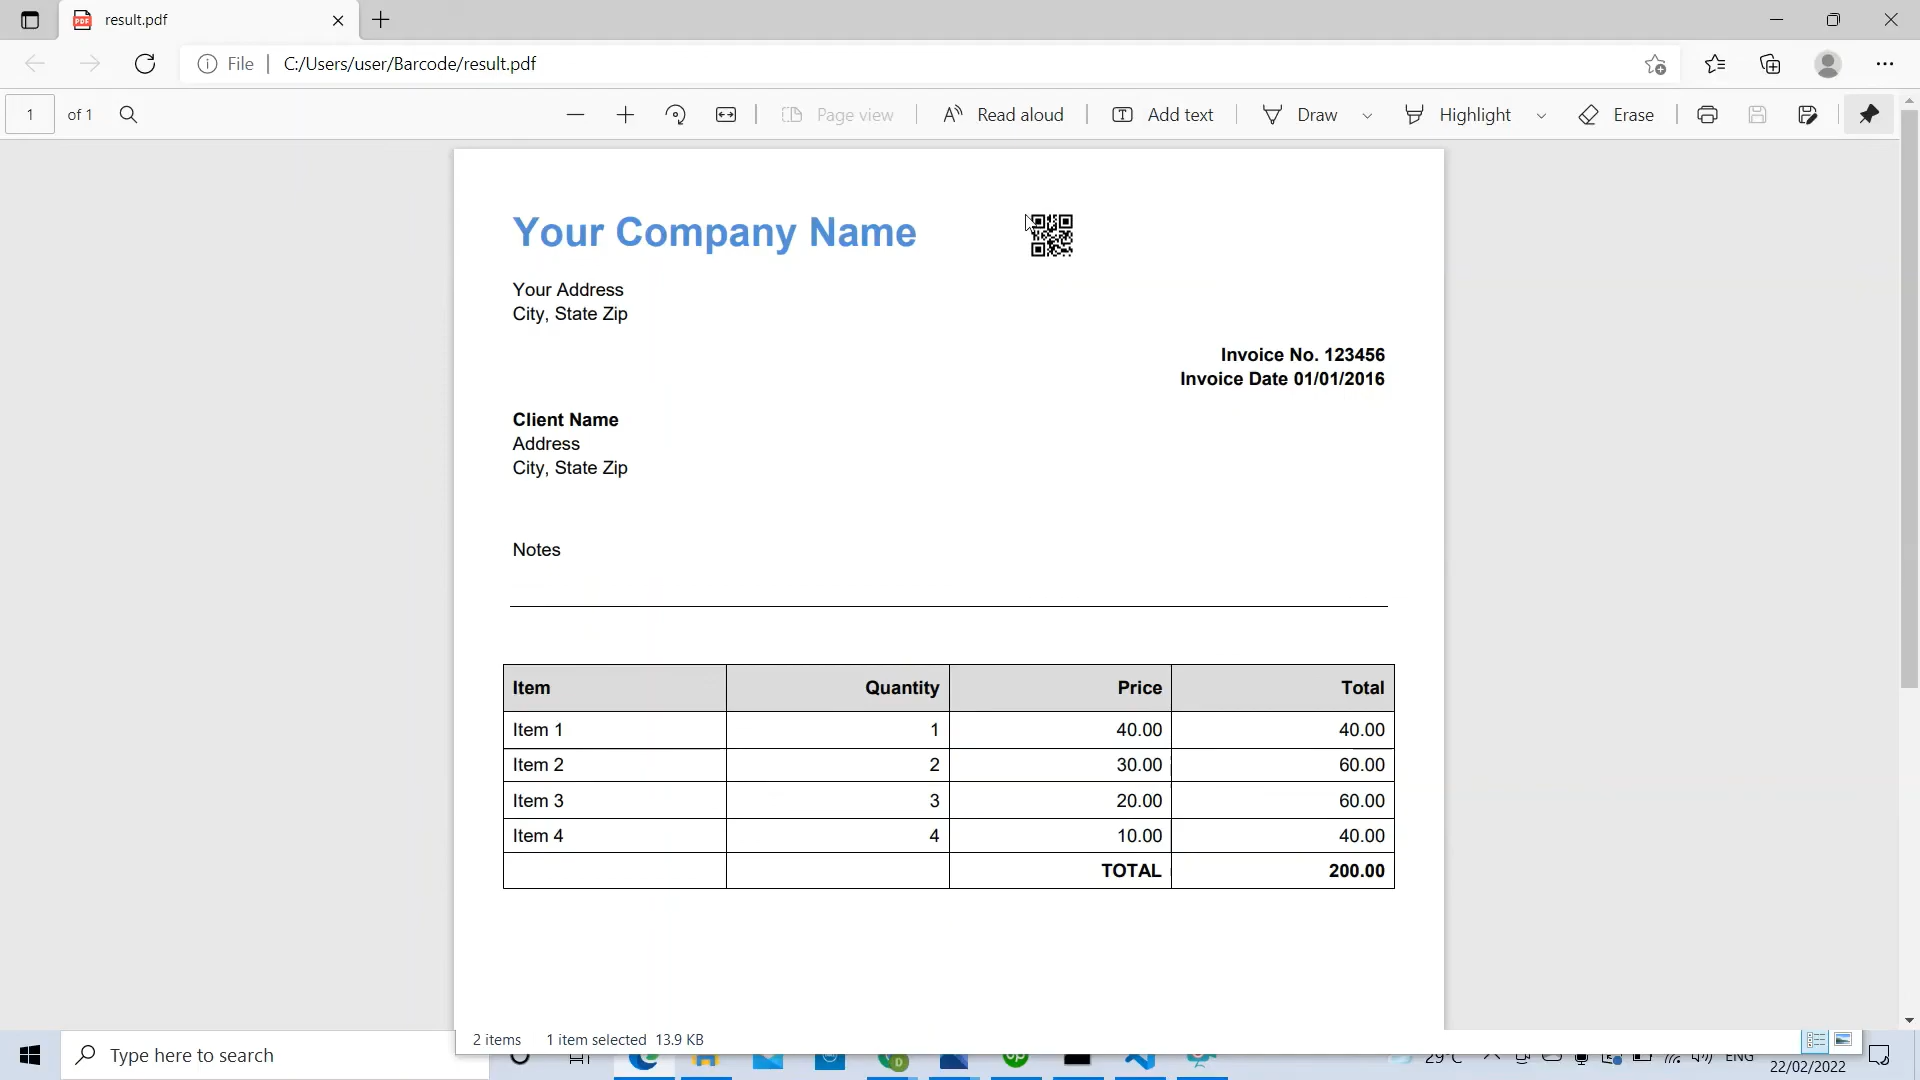 result.pdf
File
C:/Users/user/Barcode/result.pdf
1 of 1
Page view
Read aloud
Add text
Draw
Highlight
Erase
Your Company Name
Your Address
City, State Zip
Invoice No. 123456
Invoice Date 01/01/2016
Client Name
Address
City, State Zip
Notes
Item Quantity Price Total
Item 1 1 40.00 40.00
Item 2 2 30.00 60.00
Item 3 3 20.00 60.00
Item 4 4 10.00 40.00
TOTAL 200.00
2 items 1 item selected 13.9 KB
Type here to search
29°C
ENG
22/02/2022